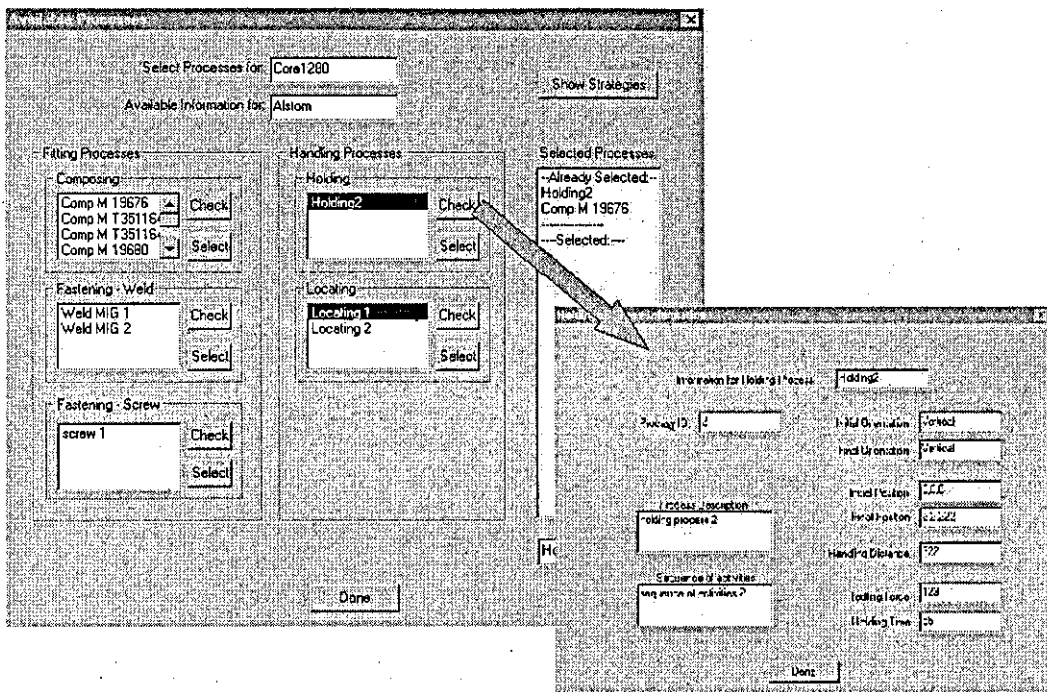 Available Processes
Select Processes for: Core1280
Show Strategies
Available Information for: Alstom
Fitting Processes
Composing
Comp M 19676
Comp M T35116
Comp M T35116
Comp M 19680
Check
Select
Fastening - Weld
Weld MIG 1
Weld MIG 2
Check
Select
Fastening - Screw
screw 1
Check
Select
Handling Processes
Holding
Holding2
Check
Select
Locating
Locating 1
Locating 2
Check
Select
Selected Processes
--Already Selected:--
Holding2
Comp M 19676
---Selected:---
Done
Information for Holding Process: Holding2
Process ID: 2
Initial Orientation: Vertical
Final Orientation: Vertical
Initial Position:
Position:
Process Description
holding process 2
Handling Distance:
Sequence of activities
sequence of activities 2
Holding Force: 123
Holding Time:
Done